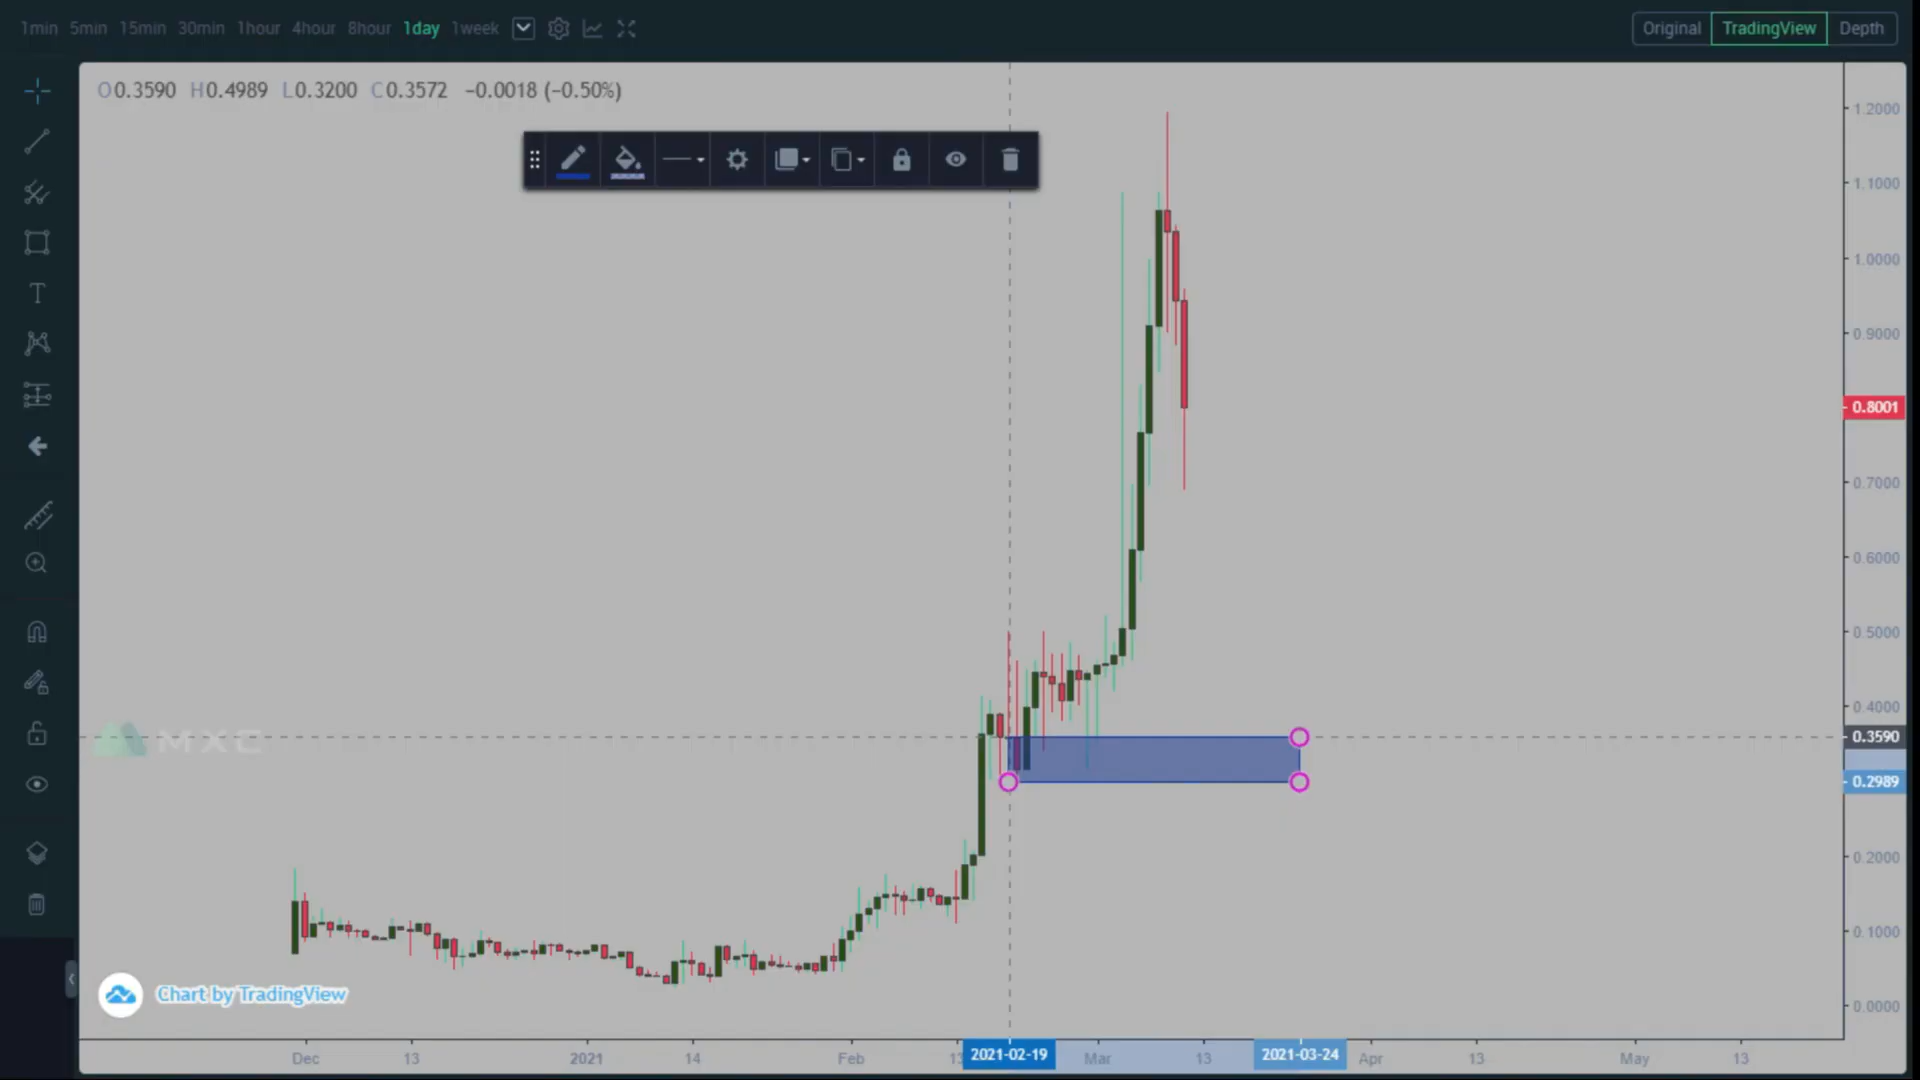 1min 5min 15min 30min 1hour 4hour 8hour 1day 1week
Original TradingView Depth
O0.3590 H0.4989 L0.3200 C0.3572 −0.0018 (−0.50%)
1.2000
1.1000
1.0000
0.9000
0.8001
0.7000
0.6000
0.5000
0.4000
MXC
0.3590
0.2989
0.2000
0.1000
0.0000
Chart by TradingView
Dec 13 2021 14 Feb 13 2021-02-19 Mar 13 2021-03-24 Apr 13 May 13